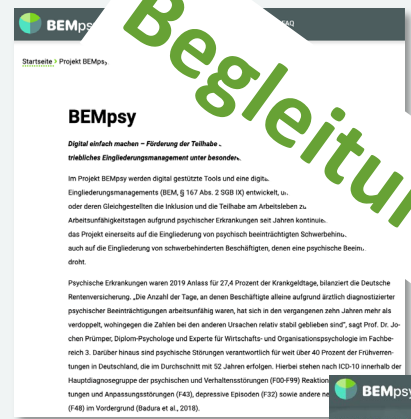 BEMpsy
FAQ
Startseite > Projekt BEMpsy
Begleitun
BEMpsy
Digital einfach machen – Förderung der Teilhabe
triebliches Eingliederungsmanagement unter besonder
Im Projekt BEMpsy werden digital gestützte Tools und eine digit
Eingliederungsmanagements (BEM, § 167 Abs. 2 SGB IX) entwickelt, u
oder deren Gleichgestellten die Inklusion und die Teilhabe am Arbeitsleben zu
Arbeitsunfähigkeitstagen aufgrund psychischer Erkrankungen seit Jahren kontinuie
das Projekt einerseits auf die Eingliederung von psychisch beeinträchtigten Schwerbehin
auch auf die Eingliederung von schwerbehinderten Beschäftigten, denen eine psychische Beein
droht.
Psychische Erkrankungen waren 2019 Anlass für 27,4 Prozent der Krankgeldtage, bilanziert die Deutsche
Rentenversicherung. „Die Anzahl der Tage, an denen Beschäftigte alleine aufgrund ärztlich diagnostizierter
psychischer Beeinträchtigungen arbeitsunfähig waren, hat sich in den vergangenen zehn Jahren mehr als
verdoppelt, wohingegen die Zahlen bei den anderen Ursachen relativ stabil geblieben sind“, sagt Prof. Dr. Jo-
chen Prümper, Diplom-Psychologe und Experte für Wirtschafts- und Organisationspsychologie im Fachbe-
reich 3. Darüber hinaus sind psychische Störungen verantwortlich für weit über 40 Prozent der Frühverren-
tungen in Deutschland, die im Durchschnitt mit 52 Jahren erfolgen. Hierbei stehen nach ICD-10 innerhalb der
Hauptdiagnosegruppe der psychischen und Verhaltensstörungen (F00-F99) Reaktion
tungen und Anpassungsstörungen (F43), depressive Episoden (F32) sowie andere ne
(F48) im Vordergrund (Badura et al., 2018).
BEMpsy